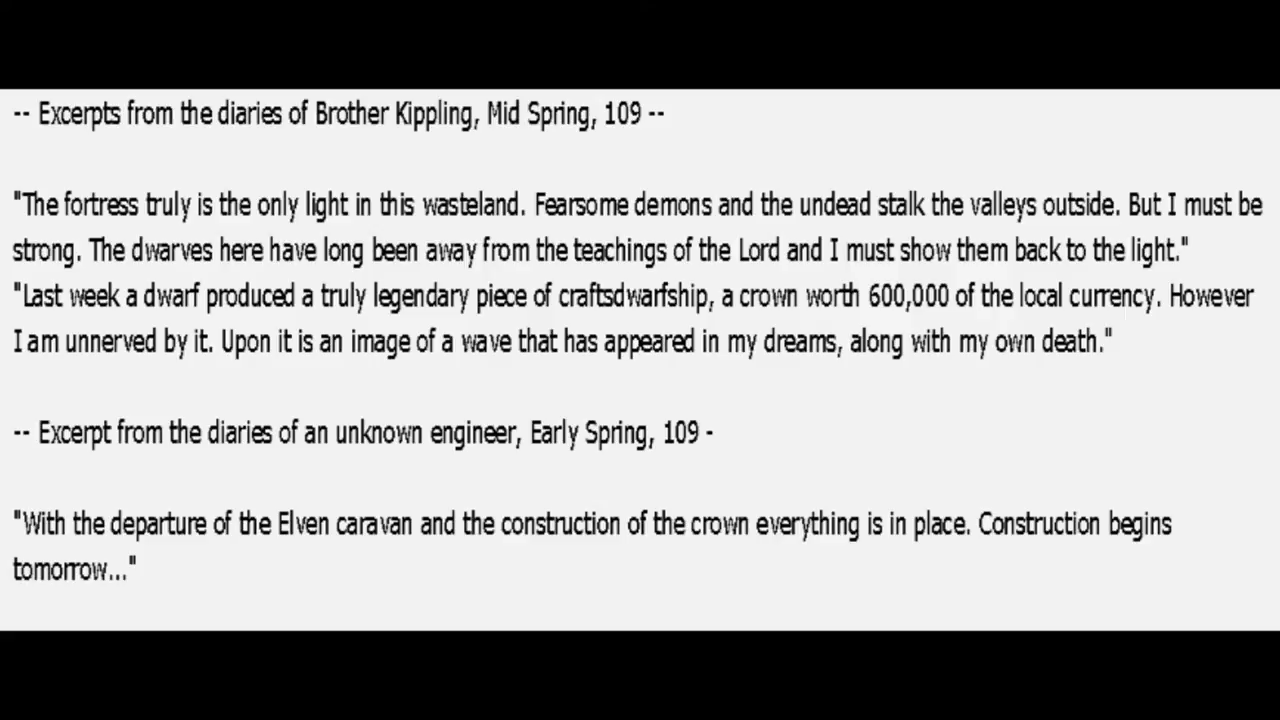 -- Excerpts from the diaries of Brother Kippling, Mid Spring, 109 --
"The fortress truly is the only light in this wasteland. Fearsome demons and the undead stalk the valleys outside. But I must be
strong. The dwarves here have long been away from the teachings of the Lord and I must show them back to the light."
"Last week a dwarf produced a truly legendary piece of craftsdwarfship, a crown worth 600,000 of the local currency. However
I am unnerved by it. Upon it is an image of a wave that has appeared in my dreams, along with my own death."
-- Excerpt from the diaries of an unknown engineer, Early Spring, 109 -
"With the departure of the Elven caravan and the construction of the crown everything is in place. Construction begins
tomorrow..."